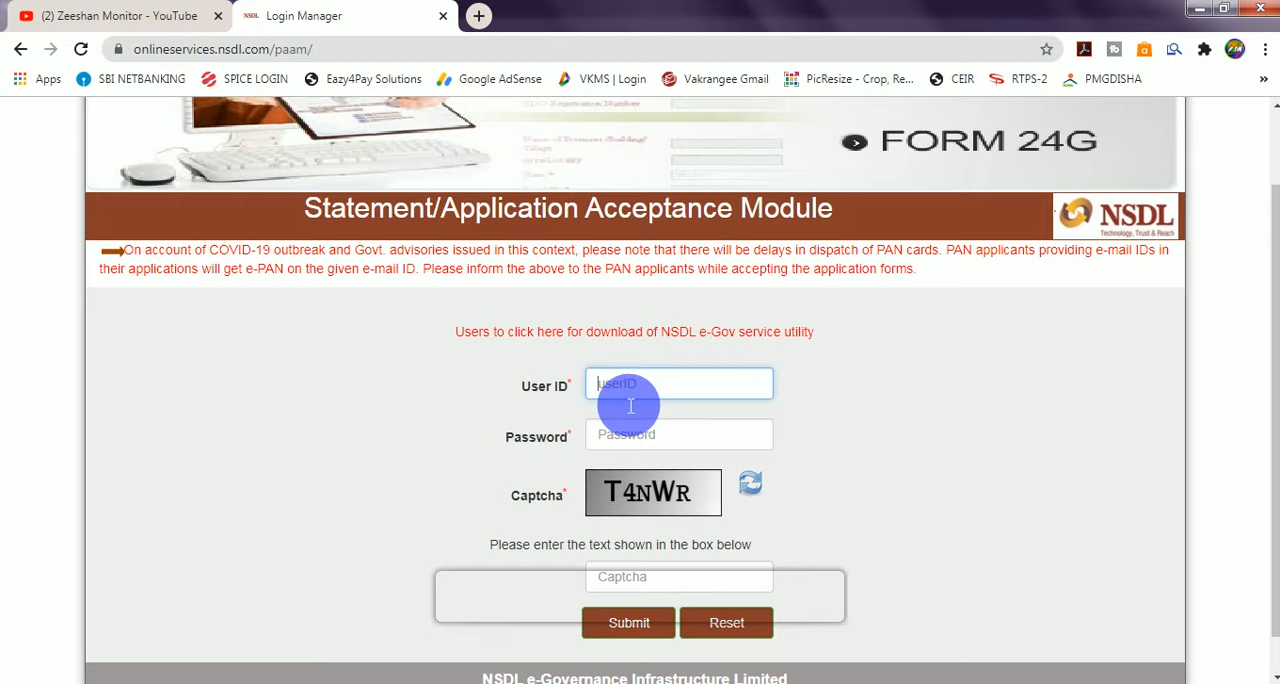 (2) Zeeshan Monitor - YouTube
NSDL Login Manager
onlineservices.nsdl.com/paam/
Apps SBI NETBANKING SPICE LOGIN Eazy4Pay Solutions Google AdSense VKMS | Login Vakrangee Gmail PicResize - Crop, Re... CEIR RTPS-2 PMGDISHA »
FORM 24G
Statement/Application Acceptance Module
NSDL
Technology, Trust & Reach
On account of COVID-19 outbreak and Govt. advisories issued in this context, please note that there will be delays in dispatch of PAN cards. PAN applicants providing e-mail IDs in
their applications will get e-PAN on the given e-mail ID. Please inform the above to the PAN applicants while accepting the application forms.
Users to click here for download of NSDL e-Gov service utility
User ID* userID
Password* Password
Captcha* T4NWR
Please enter the text shown in the box below
Captcha
Submit Reset
NSDL e-Governance Infrastructure Limited